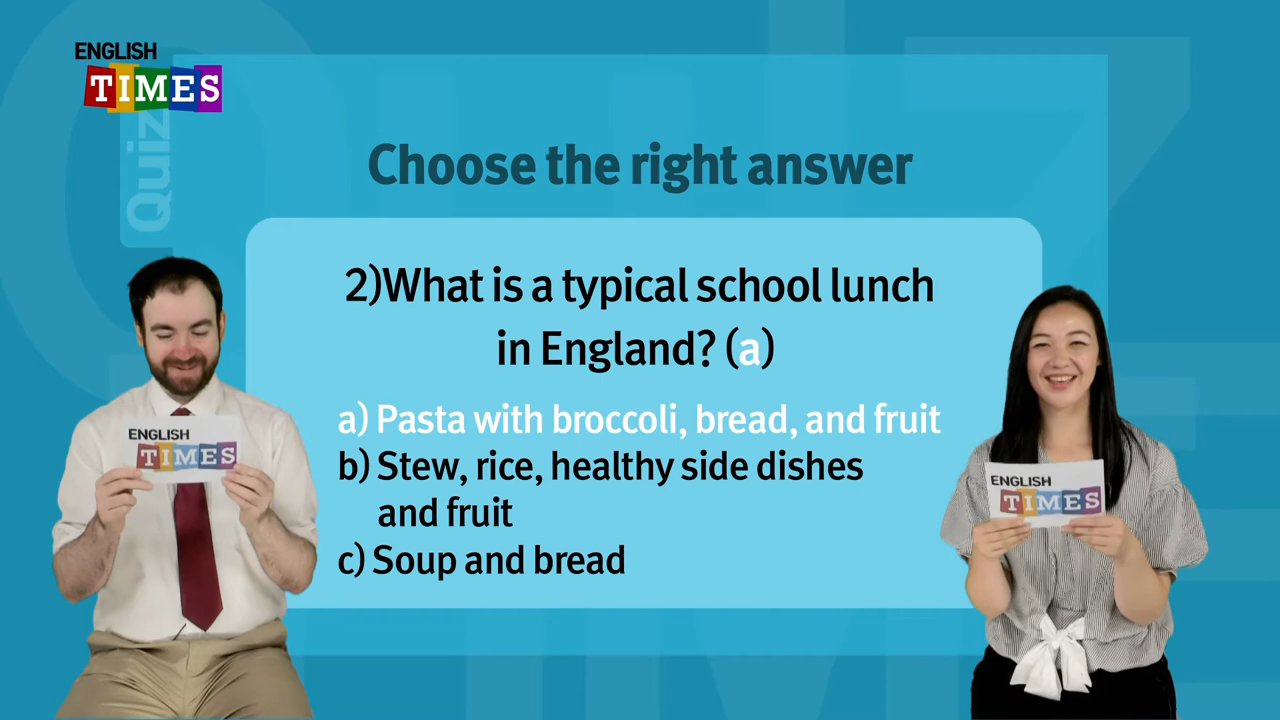 ENGLISH
TIMES
Quiz
Choose the right answer
2)What is a typical school lunch
in England? (a)
a) Pasta with broccoli, bread, and fruit
b) Stew, rice, healthy side dishes
and fruit
c) Soup and bread
ENGLISH
TIMES
ENGLISH
TIMES